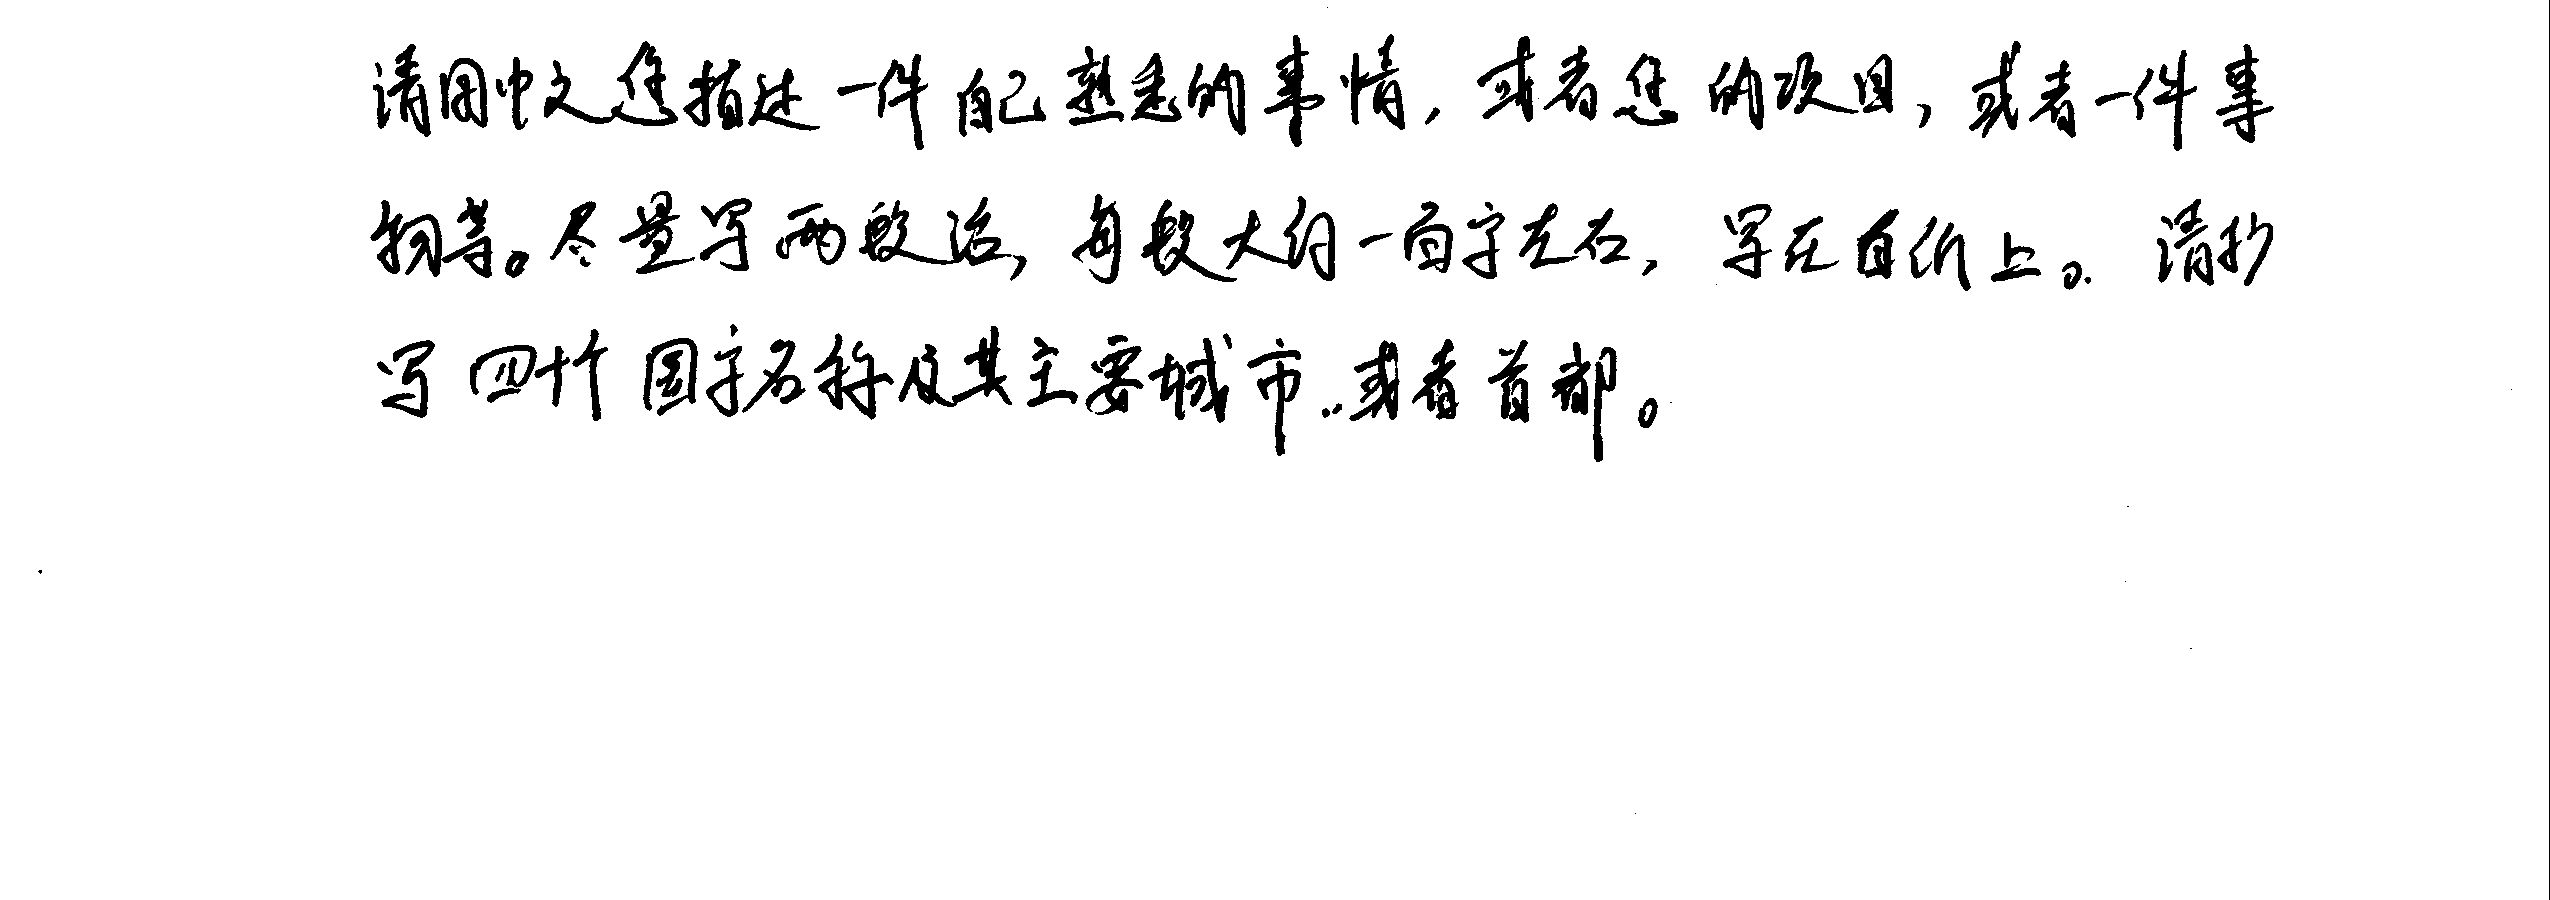 请用中文您描述一件自己熟悉的事情，或者您的项目，或者一件事
物等。尽量写两段话，每段大约一百字左右，写在白纸上。请抄
写四十个国家名称及其主要城市..或者首都。